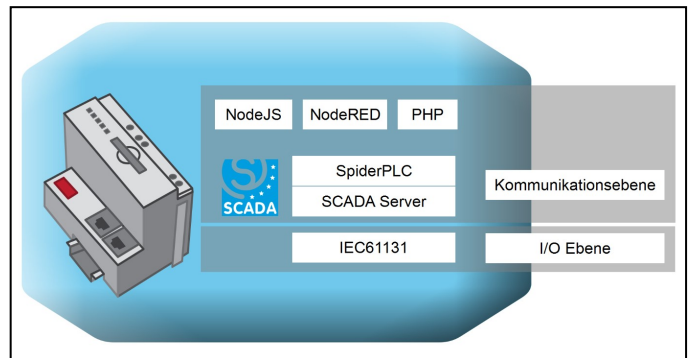 NodeJS NodeRED PHP
SpiderPLC
SCADA SCADA Server
Kommunikationsebene
IEC61131 I/O Ebene